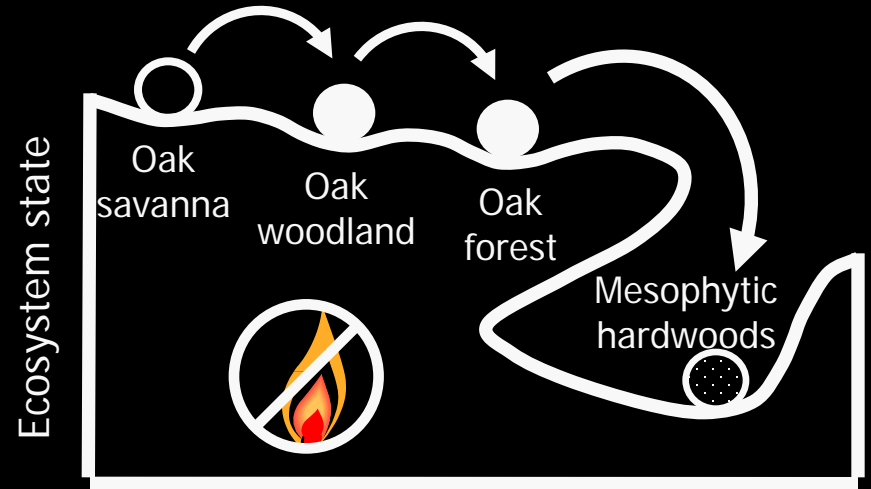 Ecosystem state
Oak
savanna
Oak
woodland
Oak
forest
Mesophytic
hardwoods